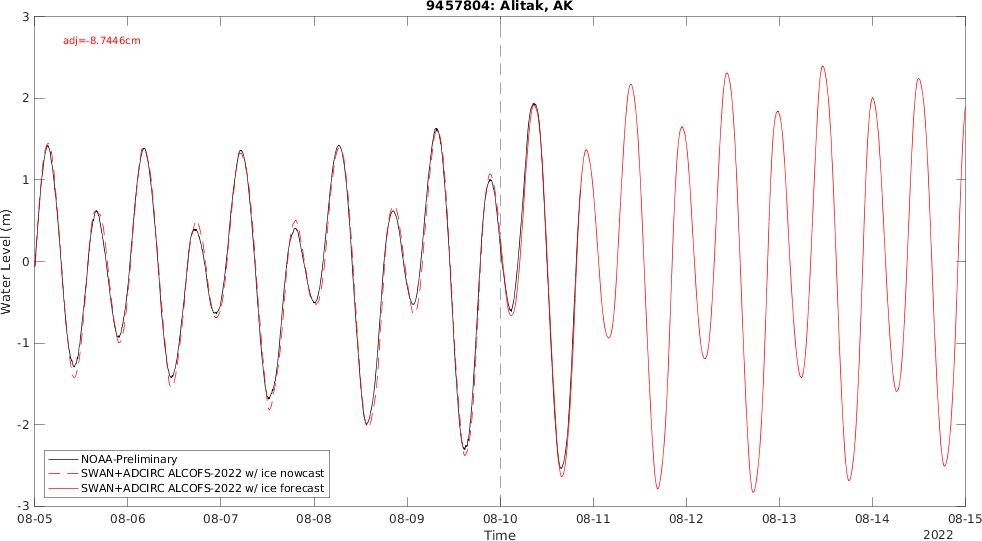 9457804: Alitak, AK
adj=-8.7446cm
Water Level (m)
3
2
1
0
-1
-2
-3
NOAA-Preliminary
SWAN+ADCIRC ALCOFS-2022 w/ ice nowcast
SWAN+ADCIRC ALCOFS-2022 w/ ice forecast
08-05 08-06 08-07 08-08 08-09 08-10 08-11 08-12 08-13 08-14 08-15
Time
2022